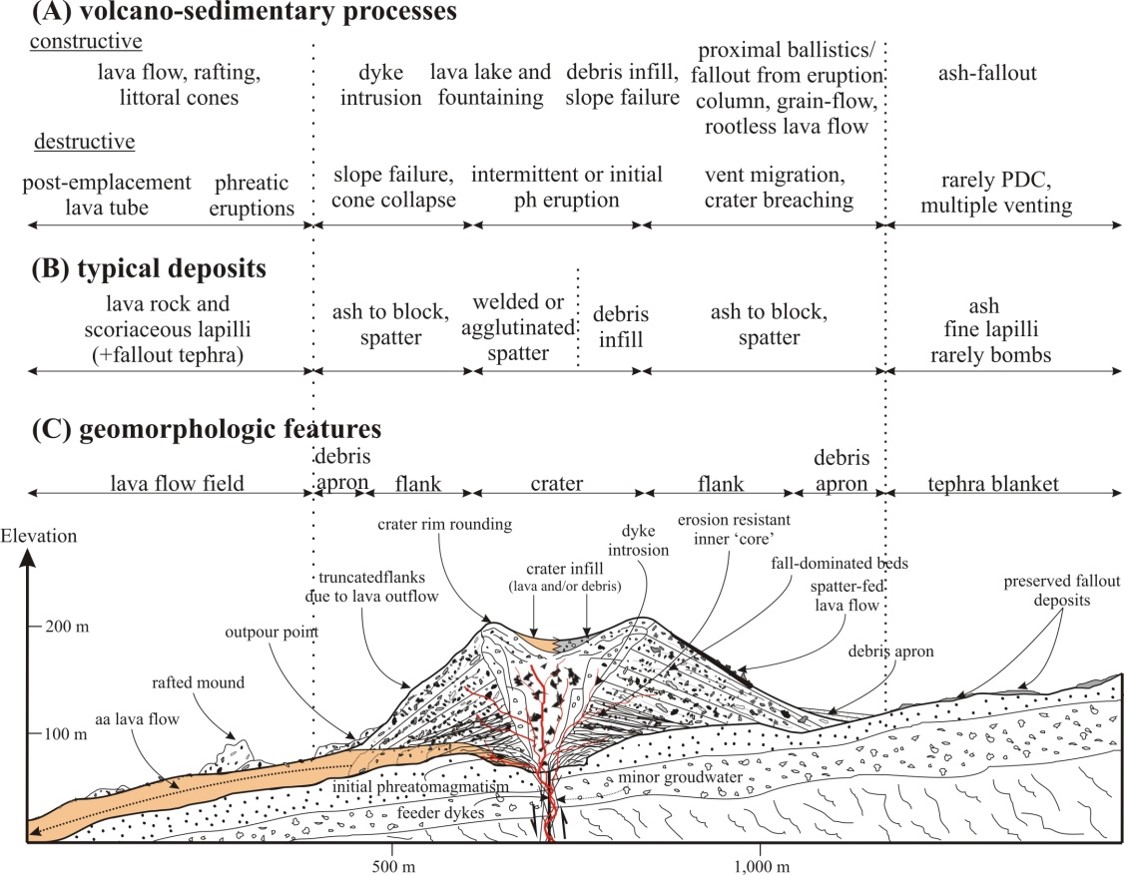 (A) volcano-sedimentary processes
constructive
lava flow, rafting,
littoral cones
dyke
intrusion
lava lake and
fountaining
debris infill,
slope failure
proximal ballistics/
fallout from eruption
column, grain-flow,
rootless lava flow
ash-fallout
destructive
post-emplacement
lava tube
phreatic
eruptions
slope failure,
cone collapse
intermittent or initial
ph eruption
vent migration,
crater breaching
rarely PDC,
multiple venting
(B) typical deposits
lava rock and
scoriaceous lapilli
(+fallout tephra)
ash to block,
spatter
welded or
agglutinated
spatter
debris
infill
ash to block,
spatter
ash
fine lapilli
rarely bombs
(C) geomorphologic features
lava flow field
debris
apron
flank
crater
flank
debris
apron
tephra blanket
Elevation
200 m
100 m
crater rim rounding
truncatedflanks
due to lava outflow
outpour point
rafted mound
aa lava flow
crater infill
(lava and/or debris)
dyke
introsion
erosion resistant
inner ‘core’
fall-dominated beds
spatter-fed
lava flow
debris apron
preserved fallout
deposits
initial phreatomagmatism
feeder dykes
minor groudwater
500 m
1,000 m